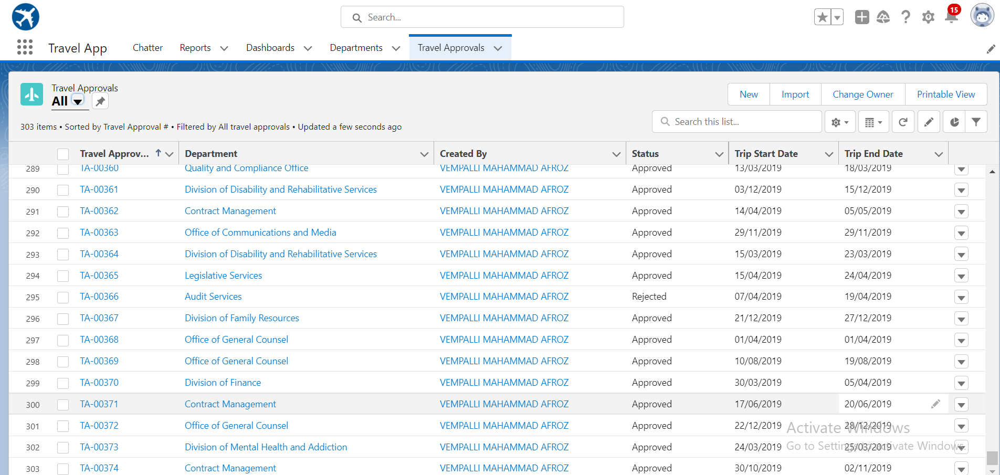 Search...
15
Travel App Chatter Reports Dashboards Departments Travel Approvals
Travel Approvals
All
New Import Change Owner Printable View
303 items • Sorted by Travel Approval # • Filtered by All travel approvals • Updated a few seconds ago
Search this list...
Travel Approv... Department Created By Status Trip Start Date Trip End Date
289 TA-00360 Quality and Compliance Office VEMPALLI MAHAMMAD AFROZ Approved 13/03/2019 18/03/2019
290 TA-00361 Division of Disability and Rehabilitative Services VEMPALLI MAHAMMAD AFROZ Approved 03/12/2019 15/12/2019
291 TA-00362 Contract Management VEMPALLI MAHAMMAD AFROZ Approved 14/04/2019 05/05/2019
292 TA-00363 Office of Communications and Media VEMPALLI MAHAMMAD AFROZ Approved 29/11/2019 29/11/2019
293 TA-00364 Division of Disability and Rehabilitative Services VEMPALLI MAHAMMAD AFROZ Approved 15/03/2019 23/03/2019
294 TA-00365 Legislative Services VEMPALLI MAHAMMAD AFROZ Approved 15/04/2019 24/04/2019
295 TA-00366 Audit Services VEMPALLI MAHAMMAD AFROZ Rejected 07/04/2019 19/04/2019
296 TA-00367 Division of Family Resources VEMPALLI MAHAMMAD AFROZ Approved 21/12/2019 27/12/2019
297 TA-00368 Office of General Counsel VEMPALLI MAHAMMAD AFROZ Approved 01/04/2019 01/04/2019
298 TA-00369 Office of General Counsel VEMPALLI MAHAMMAD AFROZ Approved 10/08/2019 19/08/2019
299 TA-00370 Division of Finance VEMPALLI MAHAMMAD AFROZ Approved 30/03/2019 05/04/2019
300 TA-00371 Contract Management VEMPALLI MAHAMMAD AFROZ Approved 17/06/2019 20/06/2019
301 TA-00372 Office of General Counsel VEMPALLI MAHAMMAD AFROZ Approved 22/12/2019 28/12/2019
Activate Windows
302 TA-00373 Division of Mental Health and Addiction VEMPALLI MAHAMMAD AFROZ Approved 24/03/2019 25/03/2019
Go to Settings to activate Windows.
303 TA-00374 Contract Management VEMPALLI MAHAMMAD AFROZ Approved 30/10/2019 02/11/2019